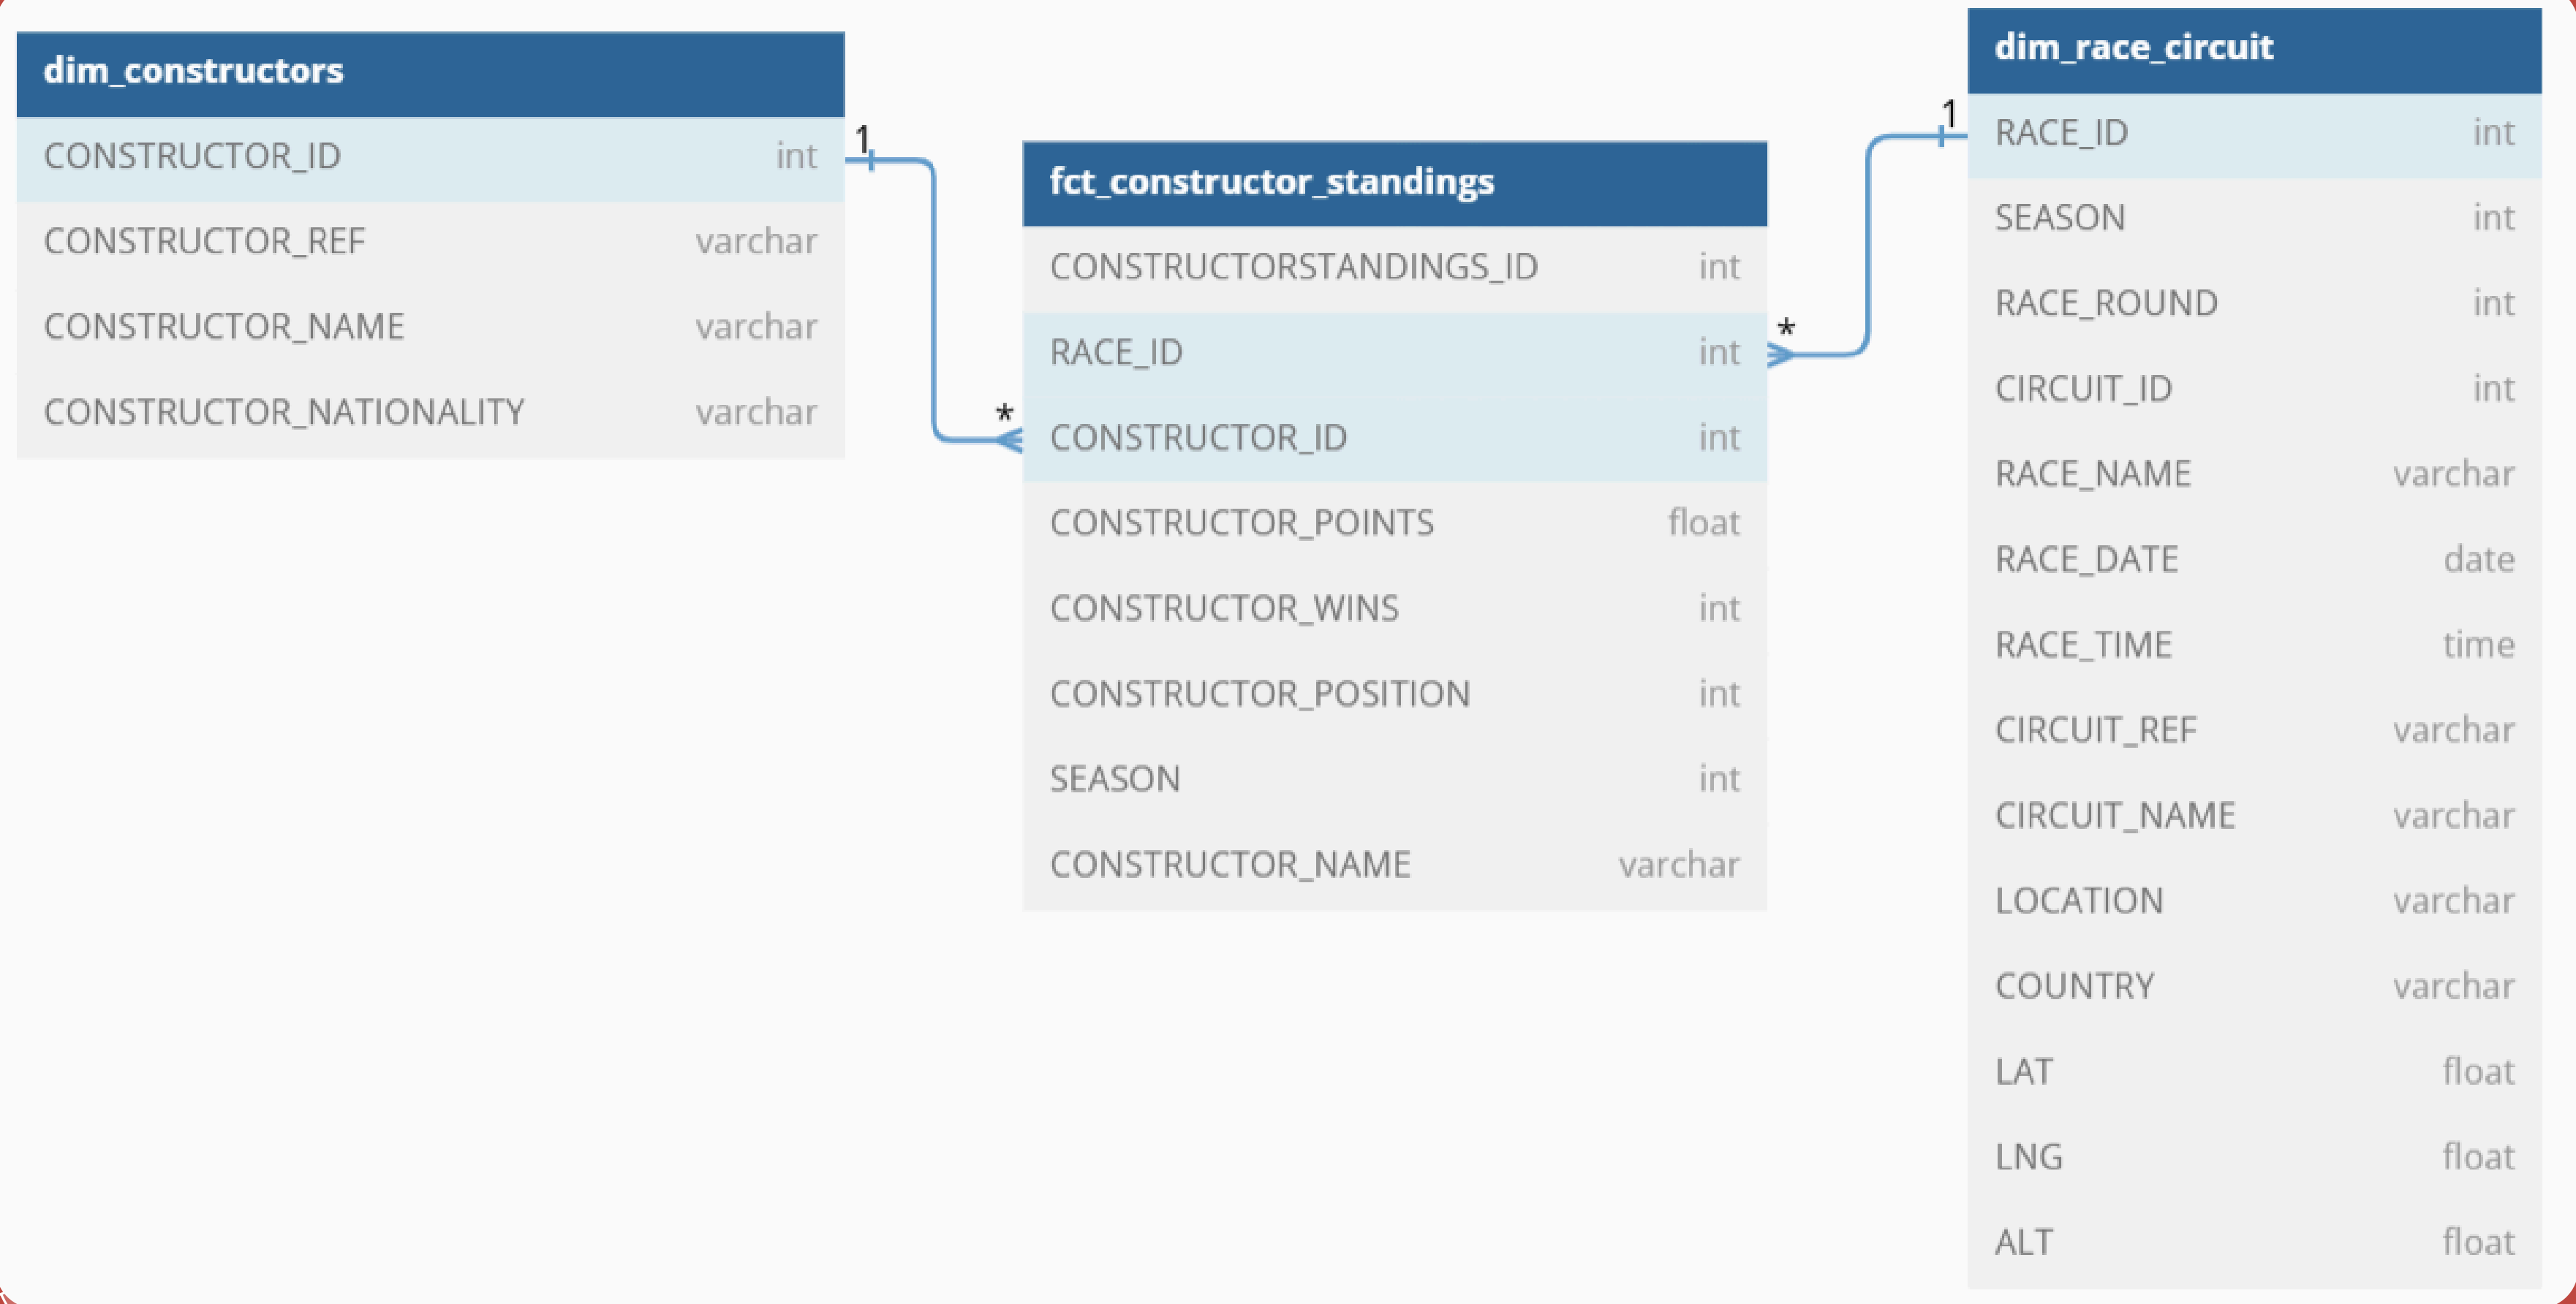 dim_constructors
CONSTRUCTOR_ID int
CONSTRUCTOR_REF varchar
CONSTRUCTOR_NAME varchar
CONSTRUCTOR_NATIONALITY varchar
1
*
fct_constructor_standings
CONSTRUCTORSTANDINGS_ID int
RACE_ID int
CONSTRUCTOR_ID int
CONSTRUCTOR_POINTS float
CONSTRUCTOR_WINS int
CONSTRUCTOR_POSITION int
SEASON int
CONSTRUCTOR_NAME varchar
*
1
dim_race_circuit
RACE_ID int
SEASON int
RACE_ROUND int
CIRCUIT_ID int
RACE_NAME varchar
RACE_DATE date
RACE_TIME time
CIRCUIT_REF varchar
CIRCUIT_NAME varchar
LOCATION varchar
COUNTRY varchar
LAT float
LNG float
ALT float